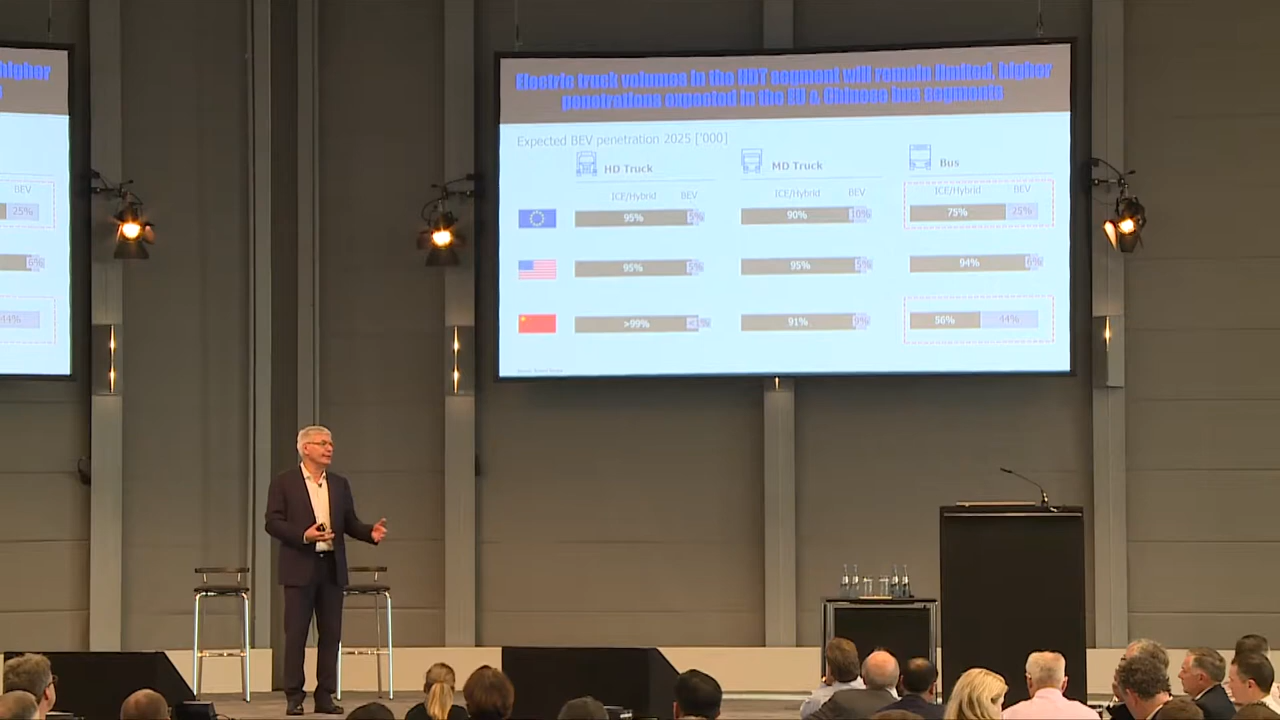 higher
BEV
25%
6%
44%
Electric truck volumes in the HDT segment will remain limited, higher
penetrations expected in the EU & Chinese bus segments
Expected BEV penetration 2025 ['000]
HD Truck
MD Truck
Bus
ICE/Hybrid BEV
ICE/Hybrid BEV
ICE/Hybrid BEV
95% 5%
90% 10%
75% 25%
95% 5%
95% 5%
94% 6%
>99% <1%
91% 9%
56% 44%